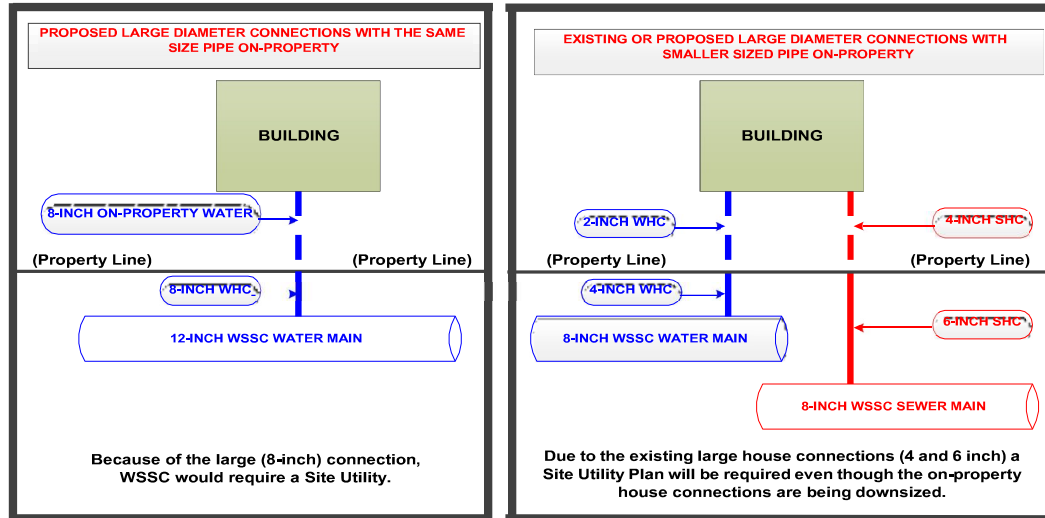 PROPOSED LARGE DIAMETER CONNECTIONS WITH THE SAME
SIZE PIPE ON-PROPERTY
BUILDING
8-INCH ON-PROPERTY WATER
(Property Line)
(Property Line)
8-INCH WHC
12-INCH WSSC WATER MAIN
Because of the large (8-inch) connection,
WSSC would require a Site Utility.
EXISTING OR PROPOSED LARGE DIAMETER CONNECTIONS WITH
SMALLER SIZED PIPE ON-PROPERTY
BUILDING
2-INCH WHC
4-INCH SHC
(Property Line)
(Property Line)
4-INCH WHC
6-INCH SHC
8-INCH WSSC WATER MAIN
8-INCH WSSC SEWER MAIN
Due to the existing large house connections (4 and 6 inch) a
Site Utility Plan will be required even though the on-property
house connections are being downsized.